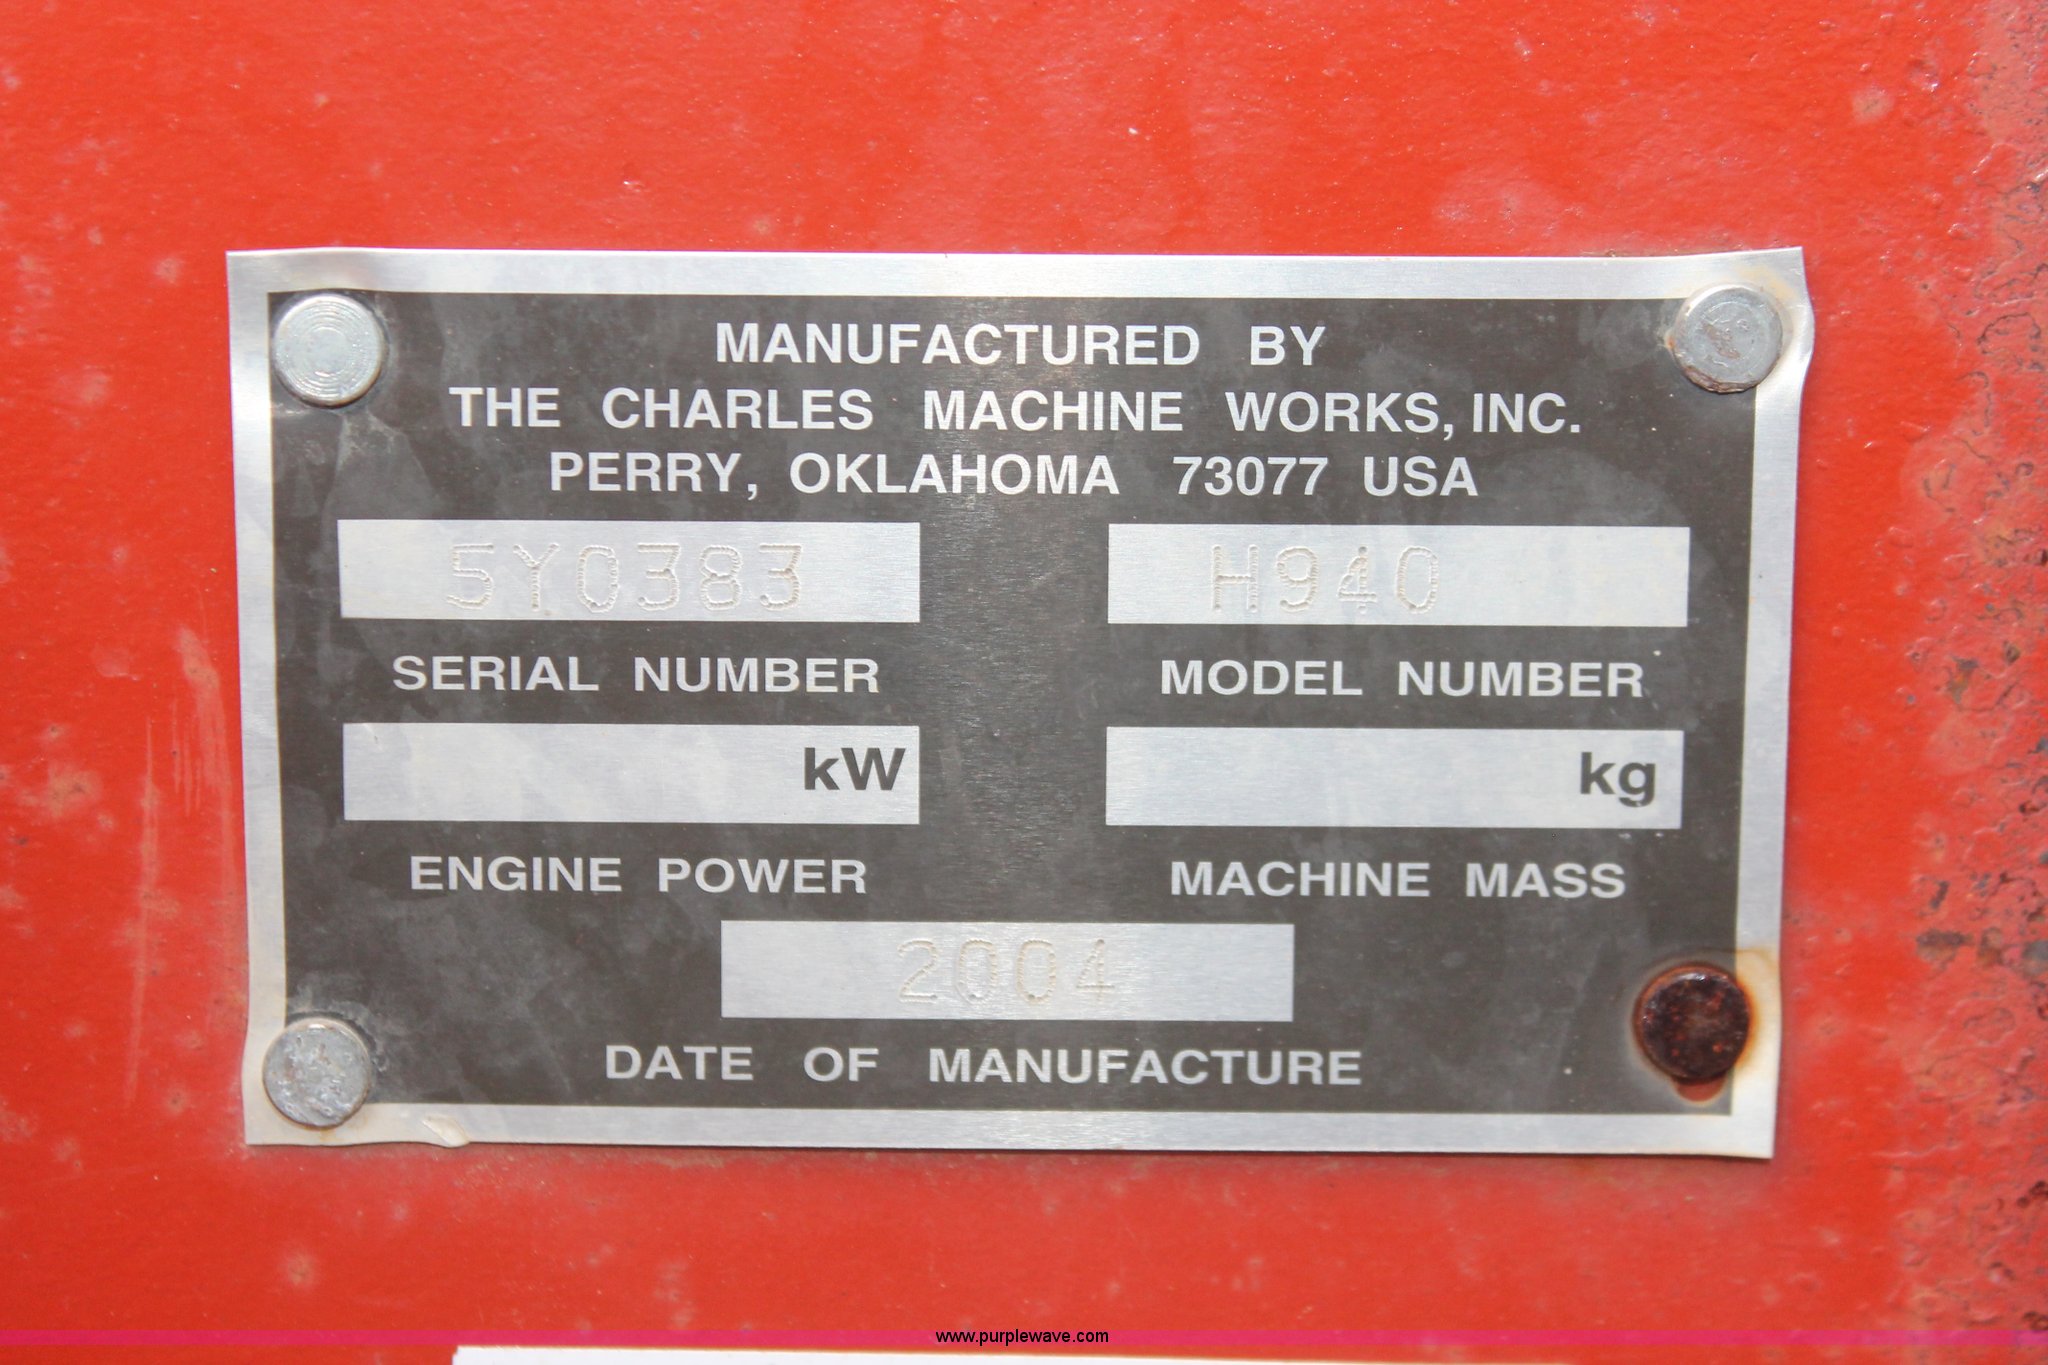 MANUFACTURED BY
THE CHARLES MACHINE WORKS, INC.
PERRY, OKLAHOMA 73077 USA
5Y0383 H940
SERIAL NUMBER MODEL NUMBER
kW kg
ENGINE POWER MACHINE MASS
2004
DATE OF MANUFACTURE
www.purplewave.com